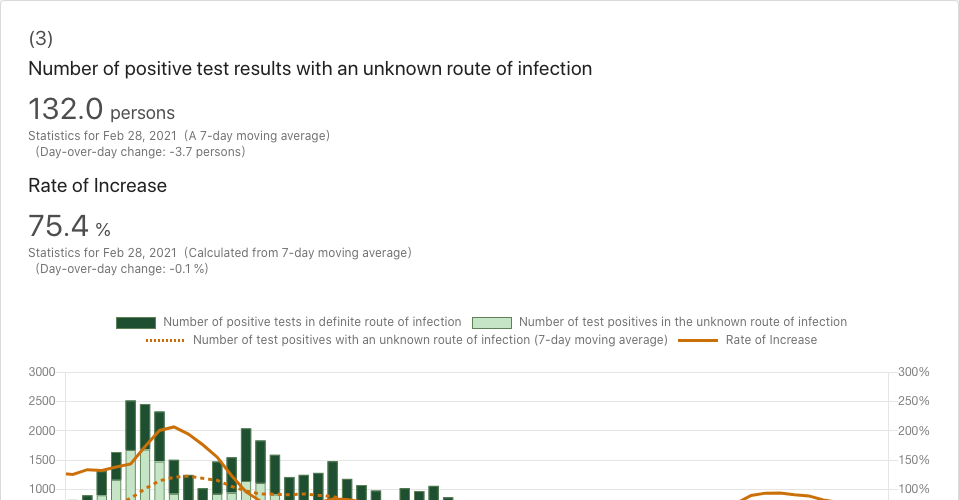 (3)
Number of positive test results with an unknown route of infection
132.0 persons
Statistics for Feb 28, 2021 (A 7-day moving average)
(Day-over-day change: -3.7 persons)
Rate of Increase
75.4 %
Statistics for Feb 28, 2021 (Calculated from 7-day moving average)
(Day-over-day change: -0.1 %)
Number of positive tests in definite route of infection Number of test positives in the unknown route of infection
Number of test positives with an unknown route of infection (7-day moving average) Rate of Increase
3000 300%
2500 250%
2000 200%
1500 150%
1000 100%